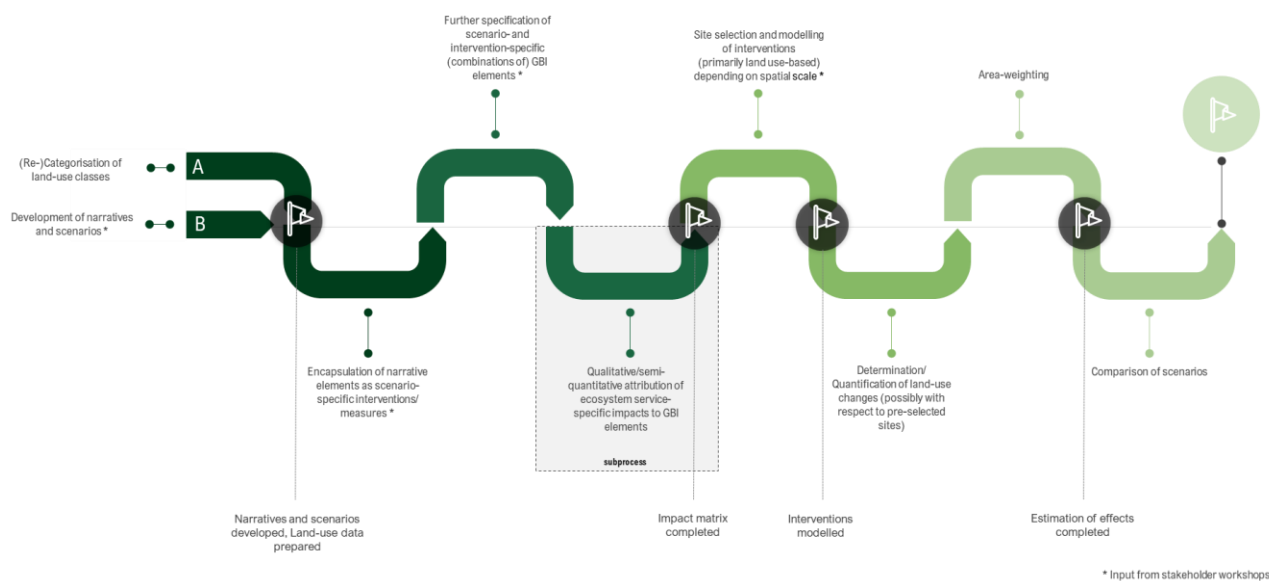 Further specification of
scenario- and
intervention-specific
(combinations of) GBI
elements *
Site selection and modelling
of interventions
(primarily land use-based)
depending on spatial scale *
Area-weighting
(Re-)Categorisation of
land-use classes
A
Development of narratives
and scenarios *
B
Encapsulation of narrative
elements as scenario-
specific interventions/
measures *
Qualitative/semi-
quantitative attribution of
ecosystem service-
specific impacts to GBI
elements
subprocess
Determination/
Quantification of land-use
changes (possibly with
respect to pre-selected
sites)
Comparison of scenarios
Narratives and scenarios
developed, Land-use data
prepared
Impact matrix
completed
Interventions
modelled
Estimation of effects
completed
* Input from stakeholder workshops